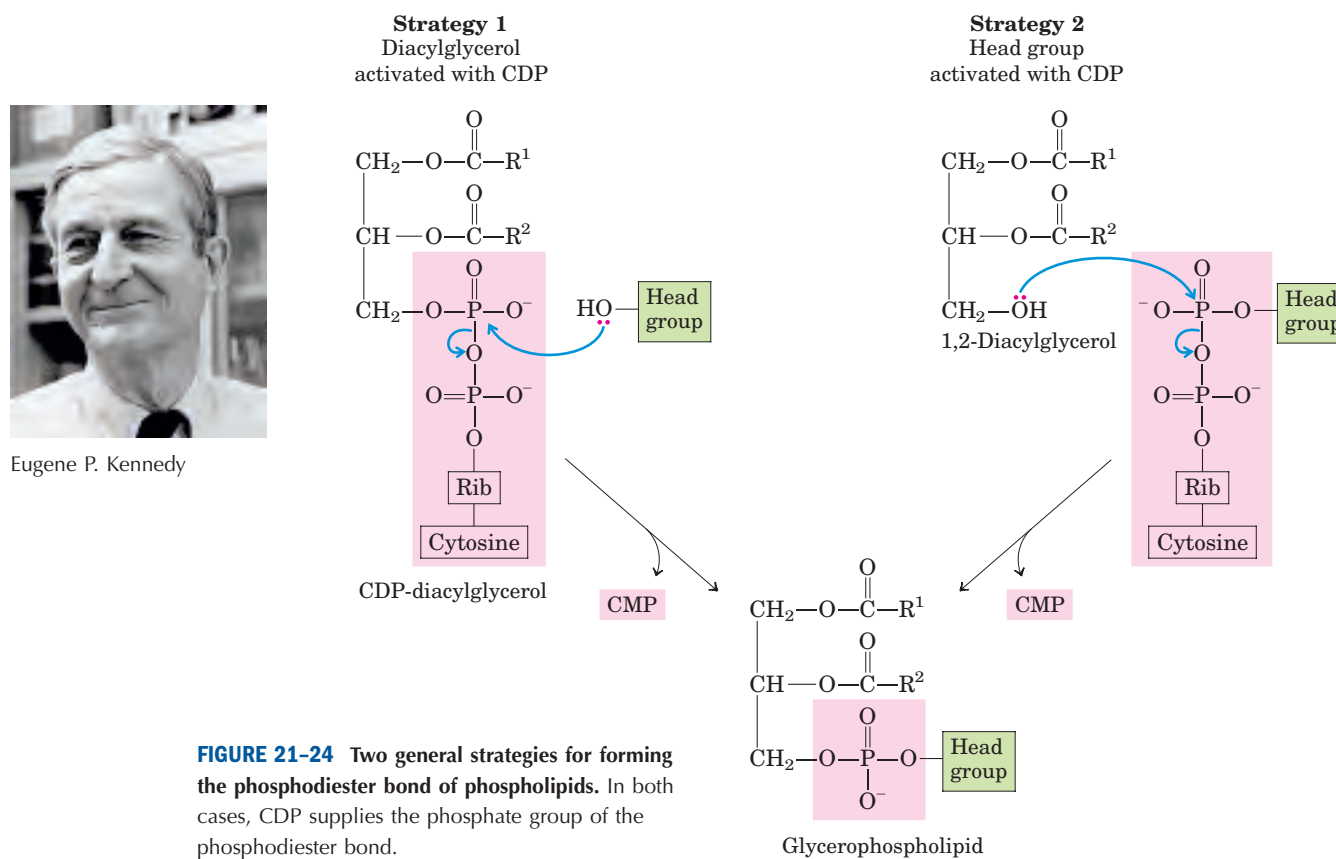 Strategy 1
Diacylglycerol
activated with CDP
O
CH₂—O—C—R¹
O
CH—O—C—R²
O
CH₂—O—P—O⁻
HO—
Head
group
O
O=P—O⁻
O
Rib
Cytosine
CDP-diacylglycerol
CMP
Strategy 2
Head group
activated with CDP
O
CH₂—O—C—R¹
O
CH—O—C—R²
CH₂—OH
1,2-Diacylglycerol
O
⁻O—P—O—
Head
group
O
O=P—O⁻
O
Rib
Cytosine
CMP
Eugene P. Kennedy
O
CH₂—O—C—R¹
O
CH—O—C—R²
O
CH₂—O—P—O—
Head
group
O⁻
Glycerophospholipid
FIGURE 21–24 Two general strategies for forming
the phosphodiester bond of phospholipids. In both
cases, CDP supplies the phosphate group of the
phosphodiester bond.